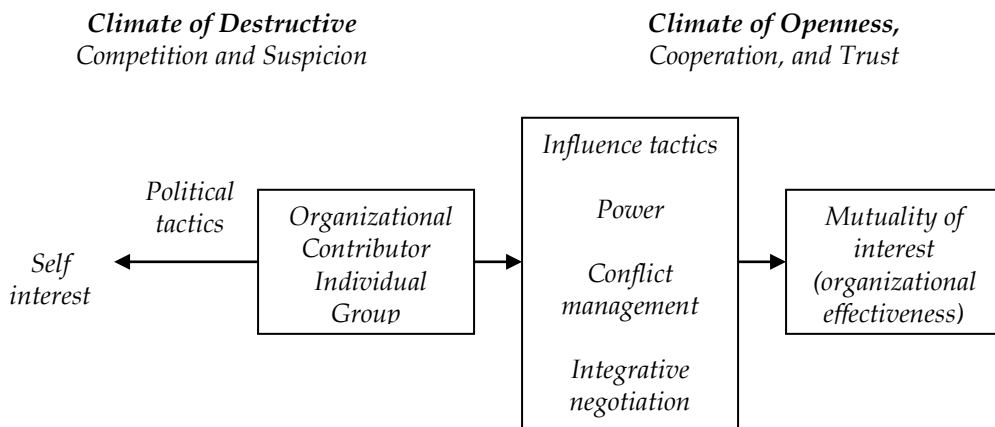 Climate of Destructive
Competition and Suspicion
Climate of Openness,
Cooperation, and Trust
Self
interest
Political
tactics
Organizational
Contributor
Individual
Group
Influence tactics
Power
Conflict
management
Integrative
negotiation
Mutuality of
interest
(organizational
effectiveness)